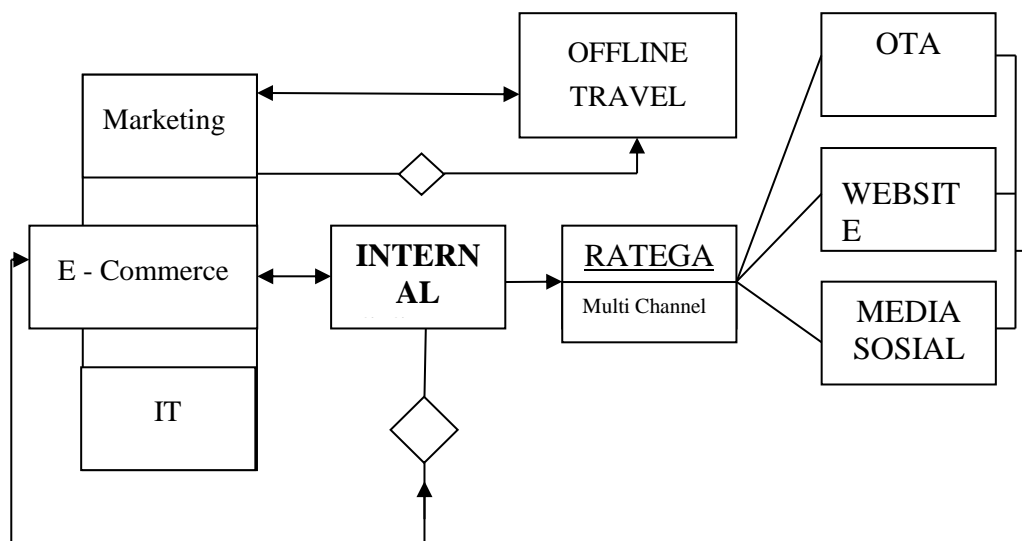 OFFLINE
TRAVEL
OTA
Marketing
WEBSIT
E
E - Commerce
INTERN
AL
RATEGA
Multi Channel
MEDIA
SOSIAL
IT